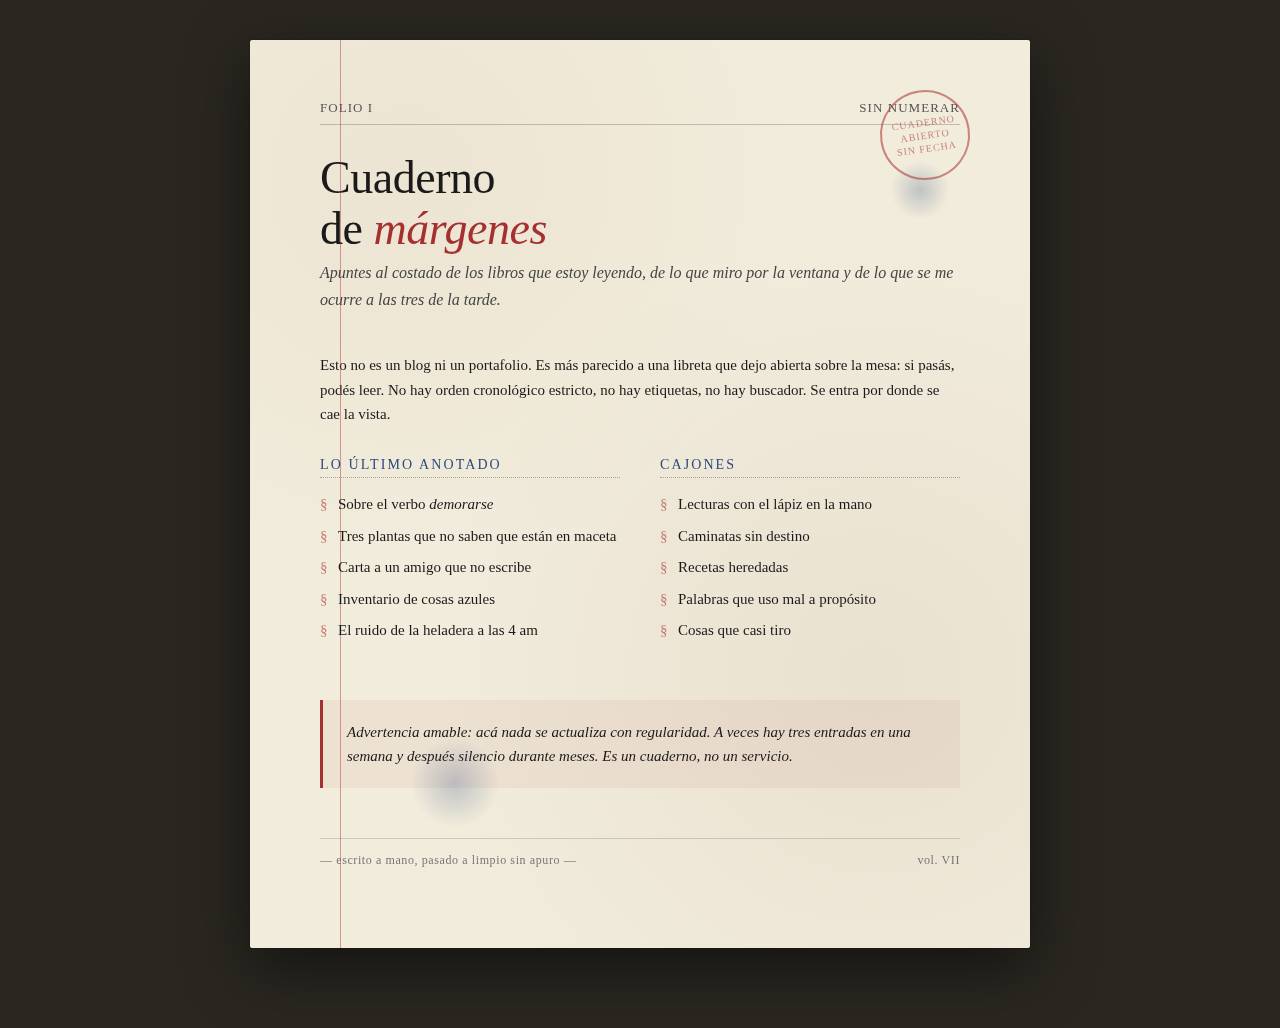 FOLIO I
SIN NUMERAR
CUADERNO
ABIERTO
SIN FECHA
Cuaderno
de márgenes
Apuntes al costado de los libros que estoy leyendo, de lo que miro por la ventana y de lo que se me
ocurre a las tres de la tarde.
Esto no es un blog ni un portafolio. Es más parecido a una libreta que dejo abierta sobre la mesa: si pasás,
podés leer. No hay orden cronológico estricto, no hay etiquetas, no hay buscador. Se entra por donde se
cae la vista.
LO ÚLTIMO ANOTADO
§ Sobre el verbo demorarse
§ Tres plantas que no saben que están en maceta
§ Carta a un amigo que no escribe
§ Inventario de cosas azules
§ El ruido de la heladera a las 4 am
CAJONES
§ Lecturas con el lápiz en la mano
§ Caminatas sin destino
§ Recetas heredadas
§ Palabras que uso mal a propósito
§ Cosas que casi tiro
Advertencia amable: acá nada se actualiza con regularidad. A veces hay tres entradas en una
semana y después silencio durante meses. Es un cuaderno, no un servicio.
— escrito a mano, pasado a limpio sin apuro —
vol. VII